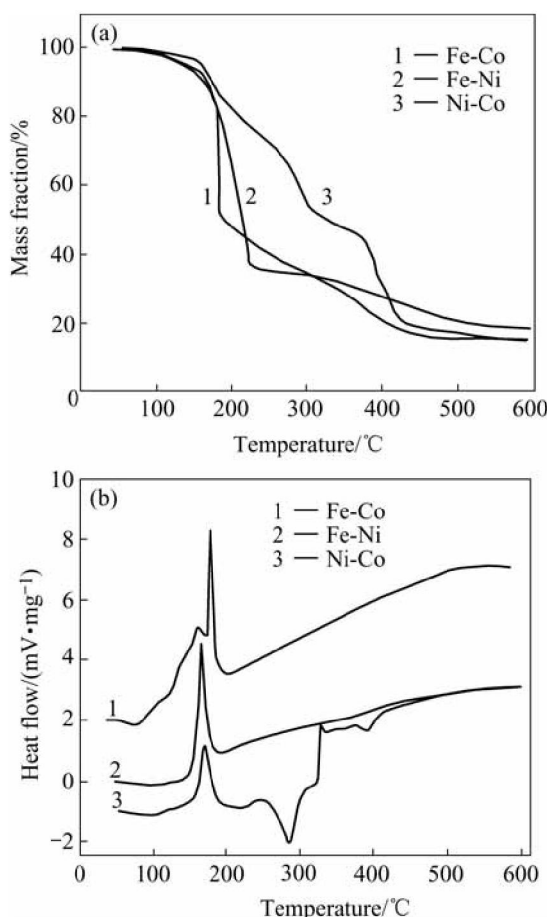 (a)
1 — Fe-Co
2 — Fe-Ni
3 — Ni-Co
100
80
60
40
20
0
1
2
3
Mass fraction/%
100 200 300 400 500 600
Temperature/℃
(b)
1 — Fe-Co
2 — Fe-Ni
3 — Ni-Co
10
8
6
4
2
0
−2
1
2
3
Heat flow/(mV•mg⁻¹)
0 100 200 300 400 500 600
Temperature/℃